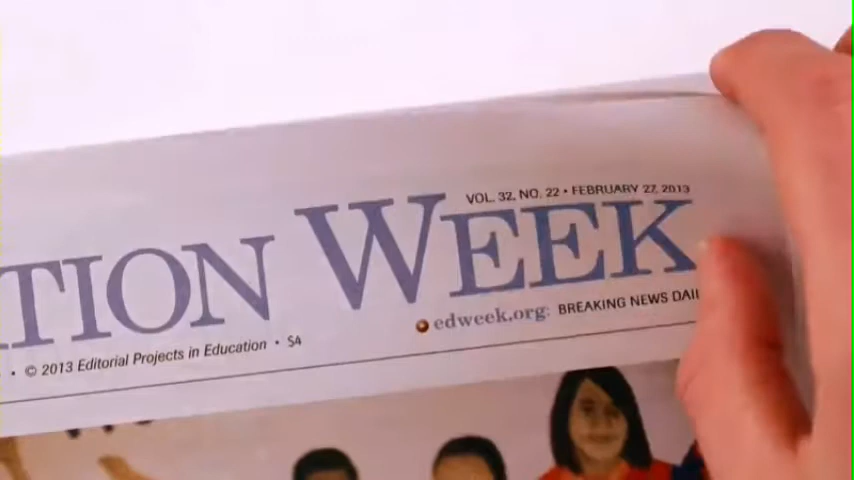 VOL. 32, NO. 22 • FEBRUARY 27, 2013
TION WEEK
edweek.org: BREAKING NEWS DAIL
• © 2013 Editorial Projects in Education • $4